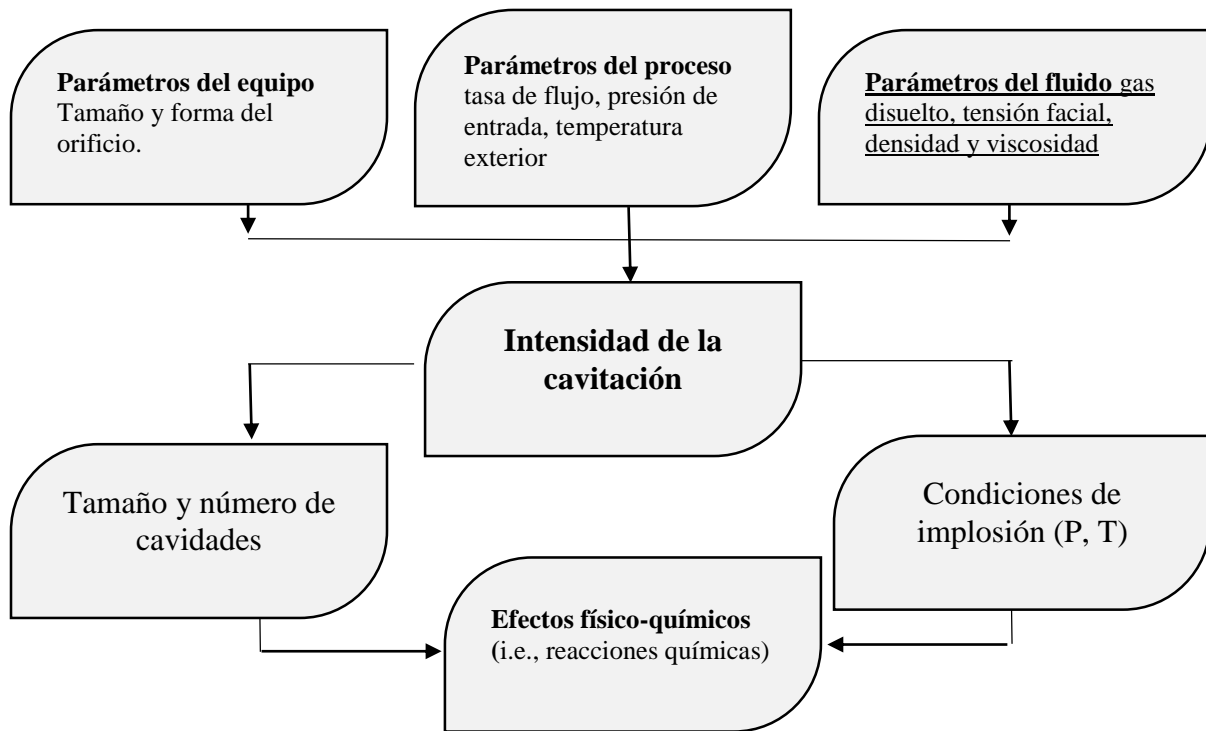 Parámetros del equipo
Tamaño y forma del
orificio.
Parámetros del proceso
tasa de flujo, presión de
entrada, temperatura
exterior
Parámetros del fluido gas
disuelto, tensión facial,
densidad y viscosidad
Intensidad de la
cavitación
Tamaño y número de
cavidades
Condiciones de
implosión (P, T)
Efectos físico-químicos
(i.e., reacciones químicas)